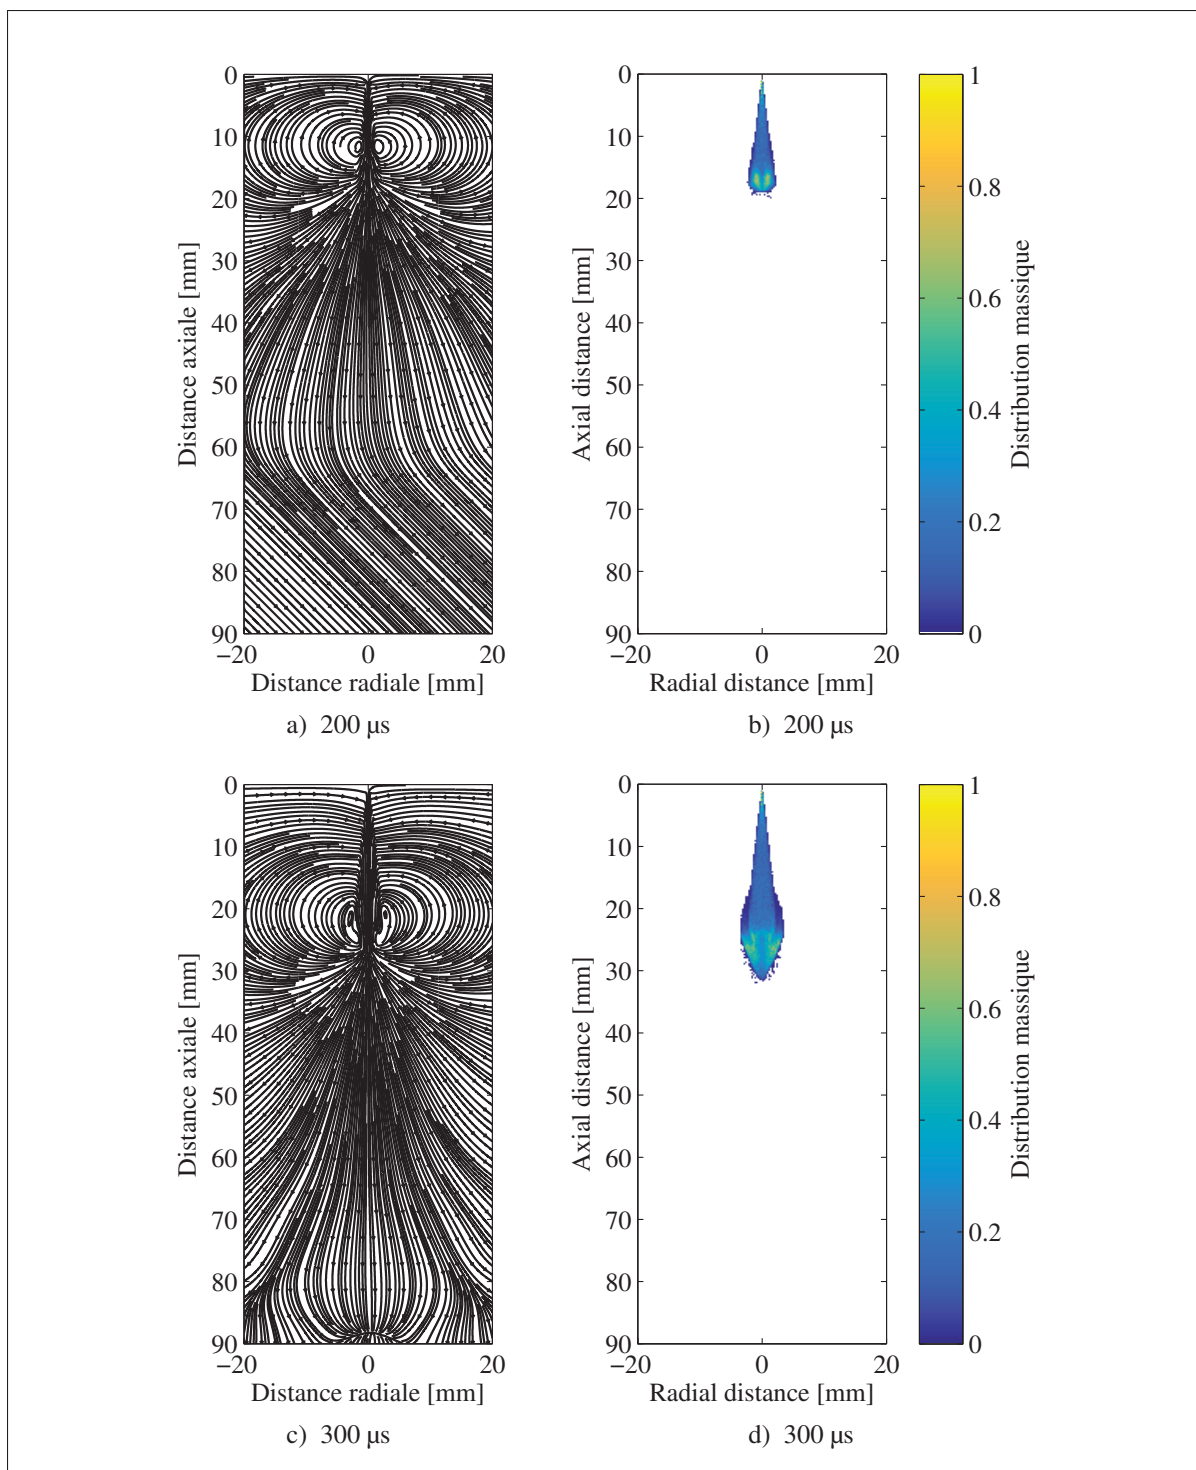 0
10
20
30
40
50
60
70
80
90
Distance axiale [mm]
−20 0 20
Distance radiale [mm]
a) 200 µs
0
10
20
30
40
50
60
70
80
90
Axial distance [mm]
−20 0 20
Radial distance [mm]
b) 200 µs
1
0.8
0.6
0.4
0.2
0
Distribution massique
0
10
20
30
40
50
60
70
80
90
Distance axiale [mm]
−20 0 20
Distance radiale [mm]
c) 300 µs
0
10
20
30
40
50
60
70
80
90
Axial distance [mm]
−20 0 20
Radial distance [mm]
d) 300 µs
1
0.8
0.6
0.4
0.2
0
Distribution massique